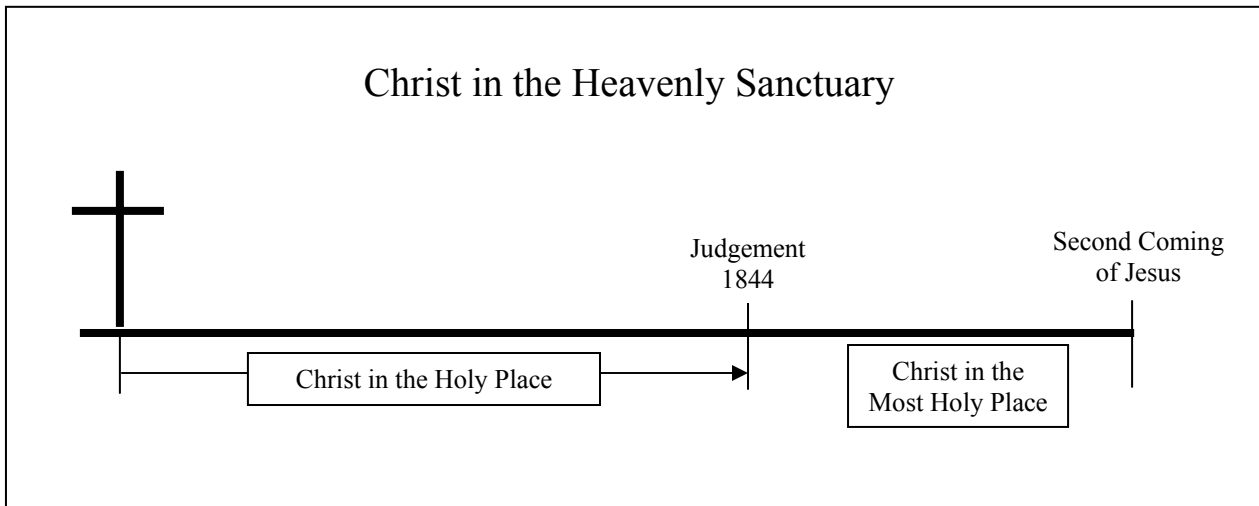 Christ in the Heavenly Sanctuary
Judgement
1844
Second Coming
of Jesus
Christ in the Holy Place
Christ in the
Most Holy Place